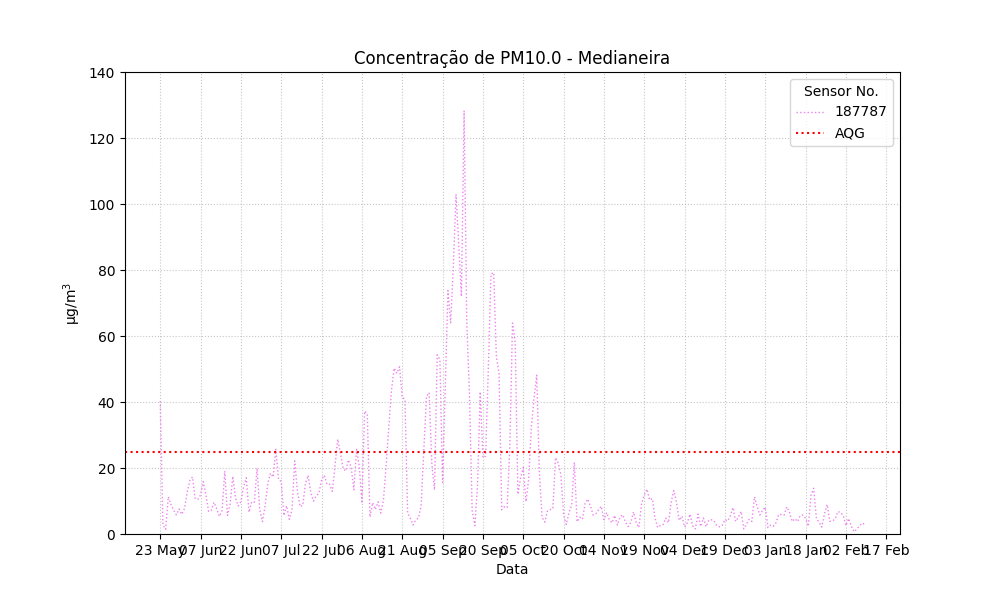 Concentração de PM10.0 - Medianeira
Sensor No.
187787
AQG
140
120
100
80
60
40
20
0
µg/m³
23 May 07 Jun 22 Jun 07 Jul 22 Jul 06 Aug 21 Aug 05 Sep 20 Sep 05 Oct 20 Oct 04 Nov 19 Nov 04 Dec 19 Dec 03 Jan 18 Jan 02 Feb 17 Feb
Data